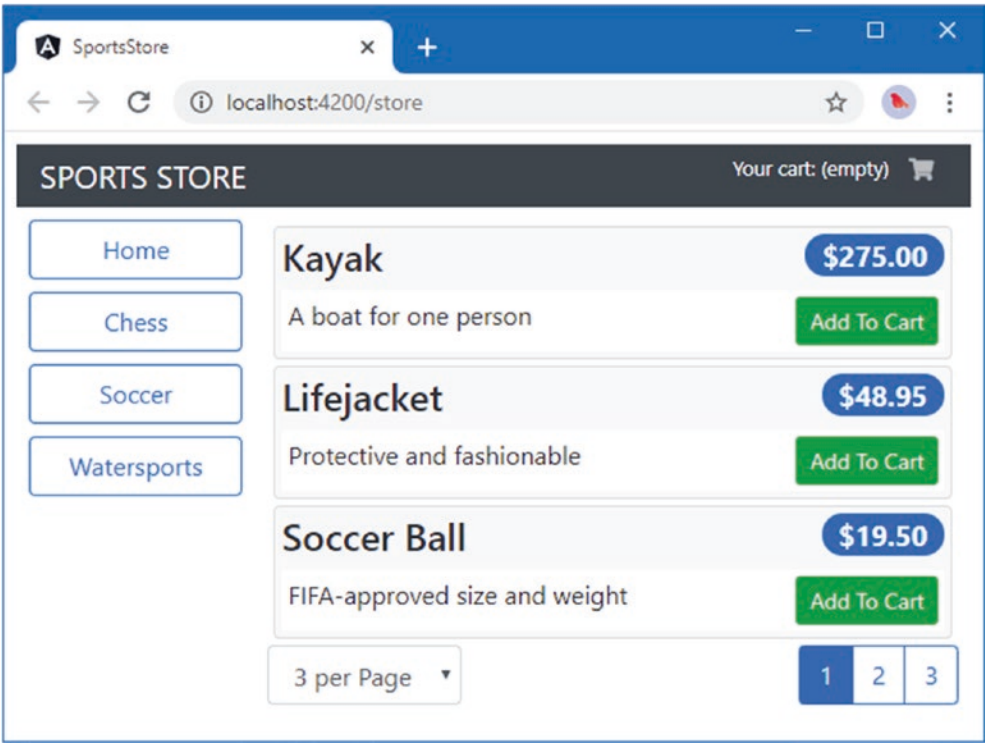 SportsStore
localhost:4200/store
SPORTS STORE
Your cart: (empty)
Home
Chess
Soccer
Watersports
Kayak
$275.00
A boat for one person
Add To Cart
Lifejacket
$48.95
Protective and fashionable
Add To Cart
Soccer Ball
$19.50
FIFA-approved size and weight
Add To Cart
3 per Page
1 2 3